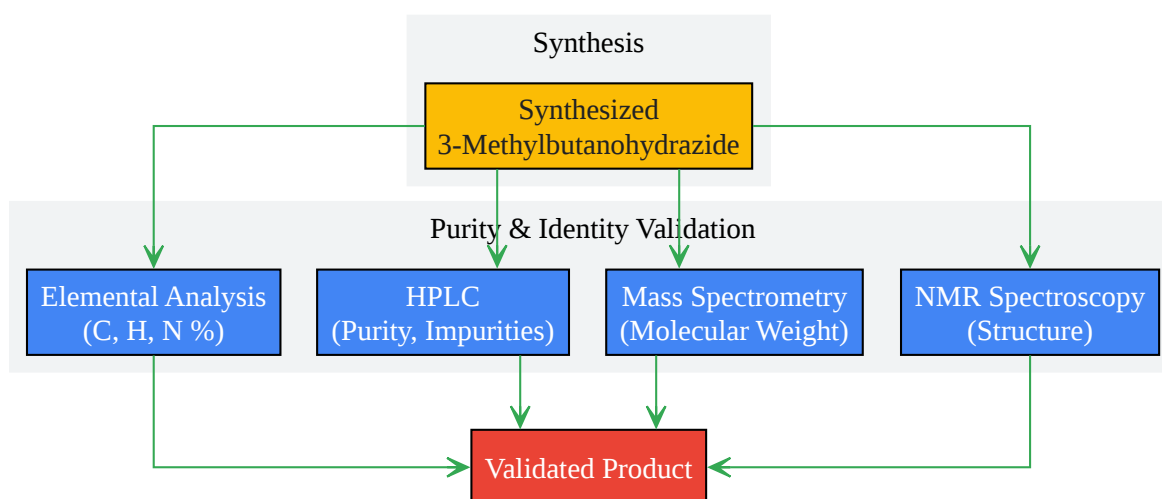 Synthesis
Synthesized
3-Methylbutanohydrazide
Purity & Identity Validation
Elemental Analysis
(C, H, N %)
HPLC
(Purity, Impurities)
Mass Spectrometry
(Molecular Weight)
NMR Spectroscopy
(Structure)
Validated Product